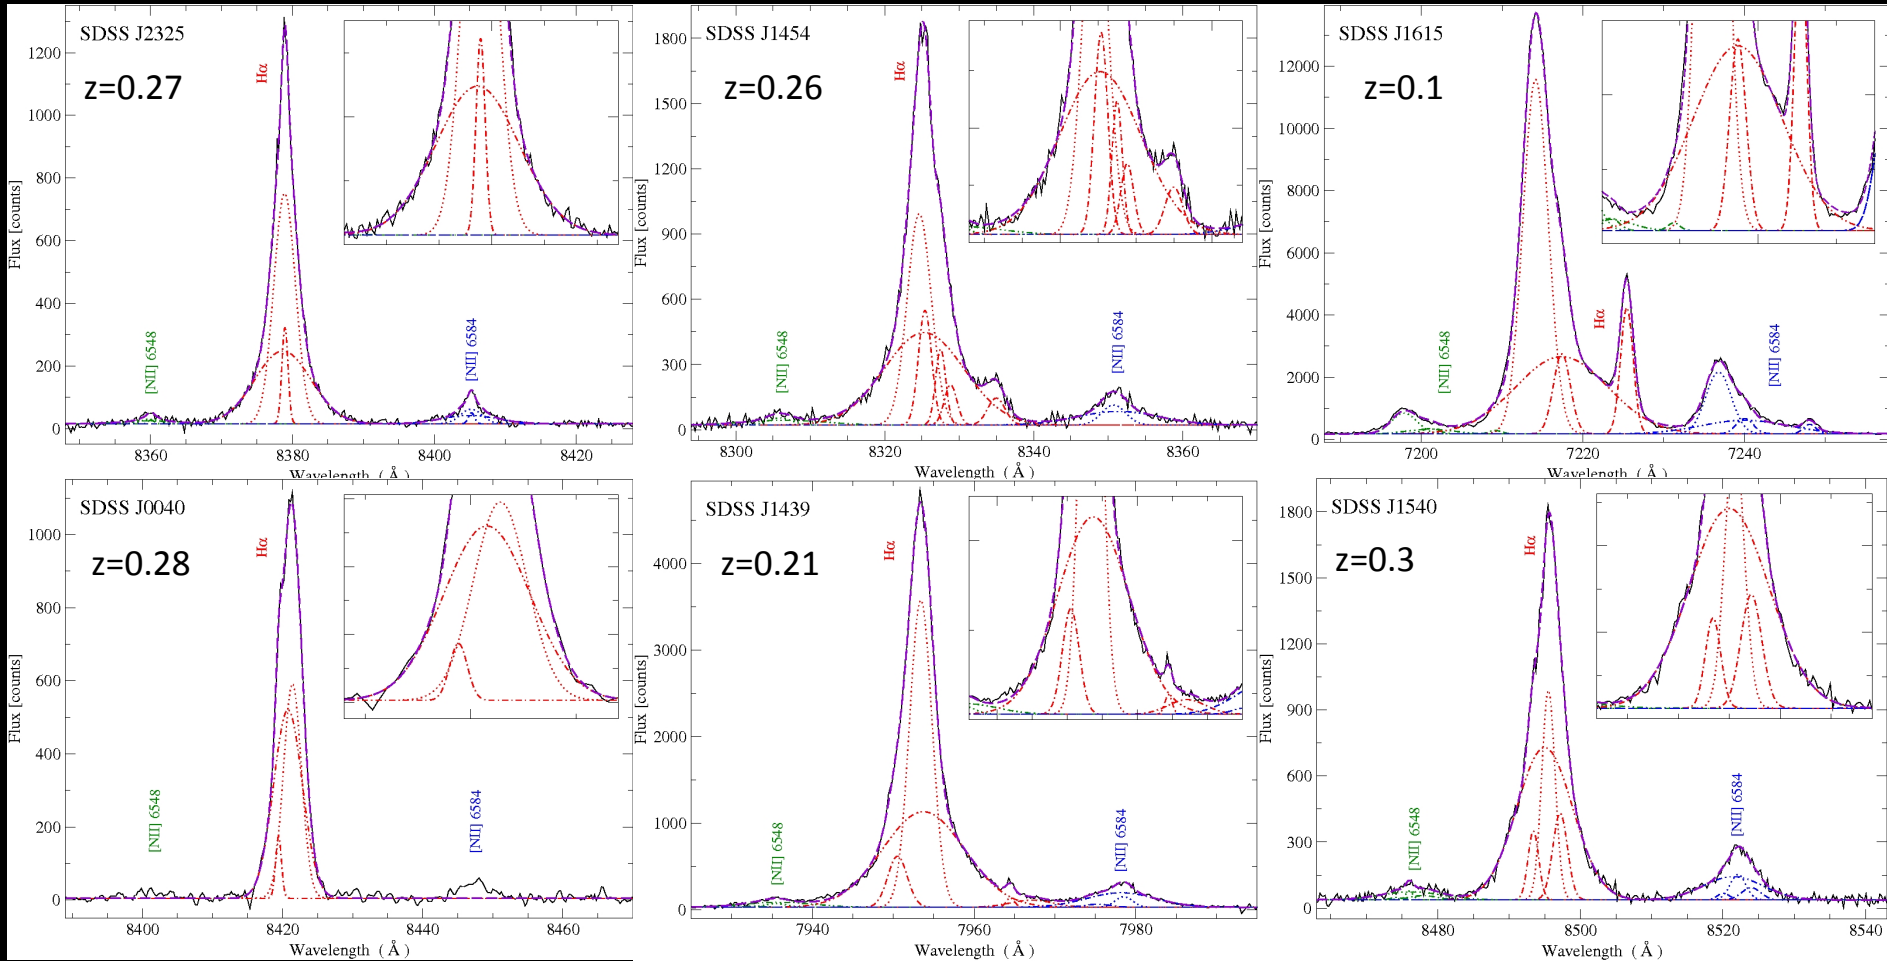 SDSS J2325
z=0.27
Hα
[NII] 6548
[NII] 6584
Flux [counts]
1200
1000
800
600
400
200
0
8360
8380
8400
8420
Wavelength (Å)
SDSS J1454
z=0.26
Hα
[NII] 6548
[NII] 6584
Flux [counts]
1800
1500
1200
900
600
300
0
8300
8320
8340
8360
Wavelength (Å)
SDSS J1615
z=0.1
Hα
[NII] 6548
[NII] 6584
Flux [counts]
12000
10000
8000
6000
4000
2000
0
7200
7220
7240
Wavelength (Å)
SDSS J0040
z=0.28
Hα
[NII] 6548
[NII] 6584
Flux [counts]
1000
800
600
400
200
0
8400
8420
8440
8460
Wavelength (Å)
SDSS J1439
z=0.21
Hα
[NII] 6548
[NII] 6584
Flux [counts]
4000
3000
2000
1000
0
7940
7960
7980
Wavelength (Å)
SDSS J1540
z=0.3
Hα
[NII] 6548
[NII] 6584
Flux [counts]
1800
1500
1200
900
600
300
0
8480
8500
8520
8540
Wavelength (Å)